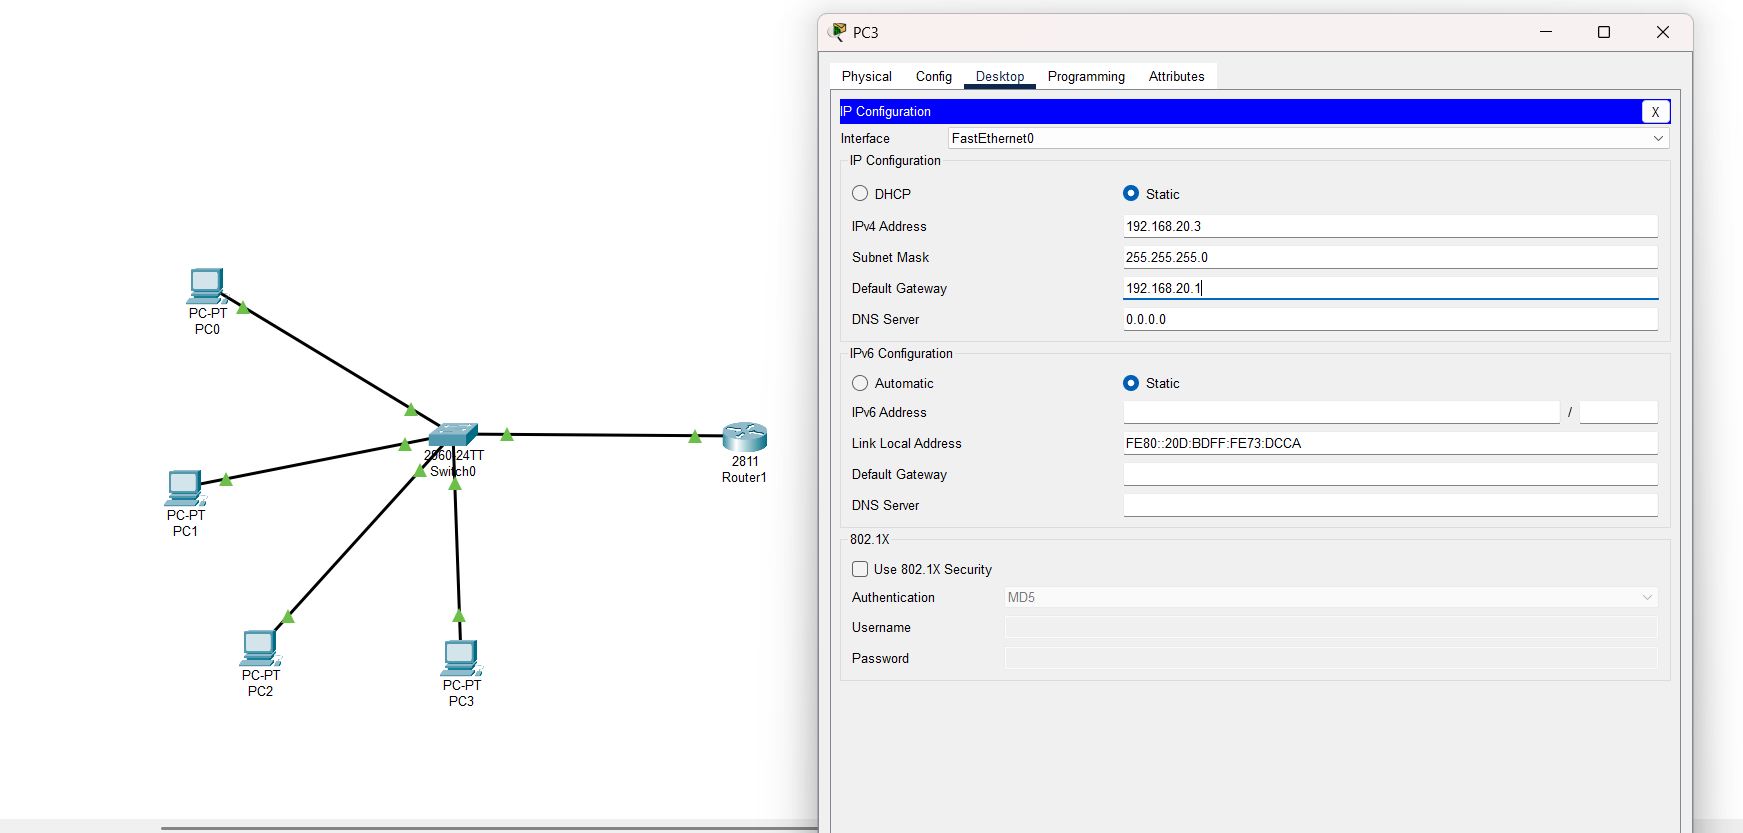 PC3
Physical Config Desktop Programming Attributes
IP Configuration X
Interface FastEthernet0
IP Configuration
DHCP Static
IPv4 Address 192.168.20.3
Subnet Mask 255.255.255.0
Default Gateway 192.168.20.1
DNS Server 0.0.0.0
IPv6 Configuration
Automatic Static
IPv6 Address /
Link Local Address FE80::20D:BDFF:FE73:DCCA
Default Gateway
DNS Server
802.1X
Use 802.1X Security
Authentication MD5
Username
Password
PC-PT
PC0
2960-24TT
Switch0
2811
Router1
PC-PT
PC1
PC-PT
PC2
PC-PT
PC3